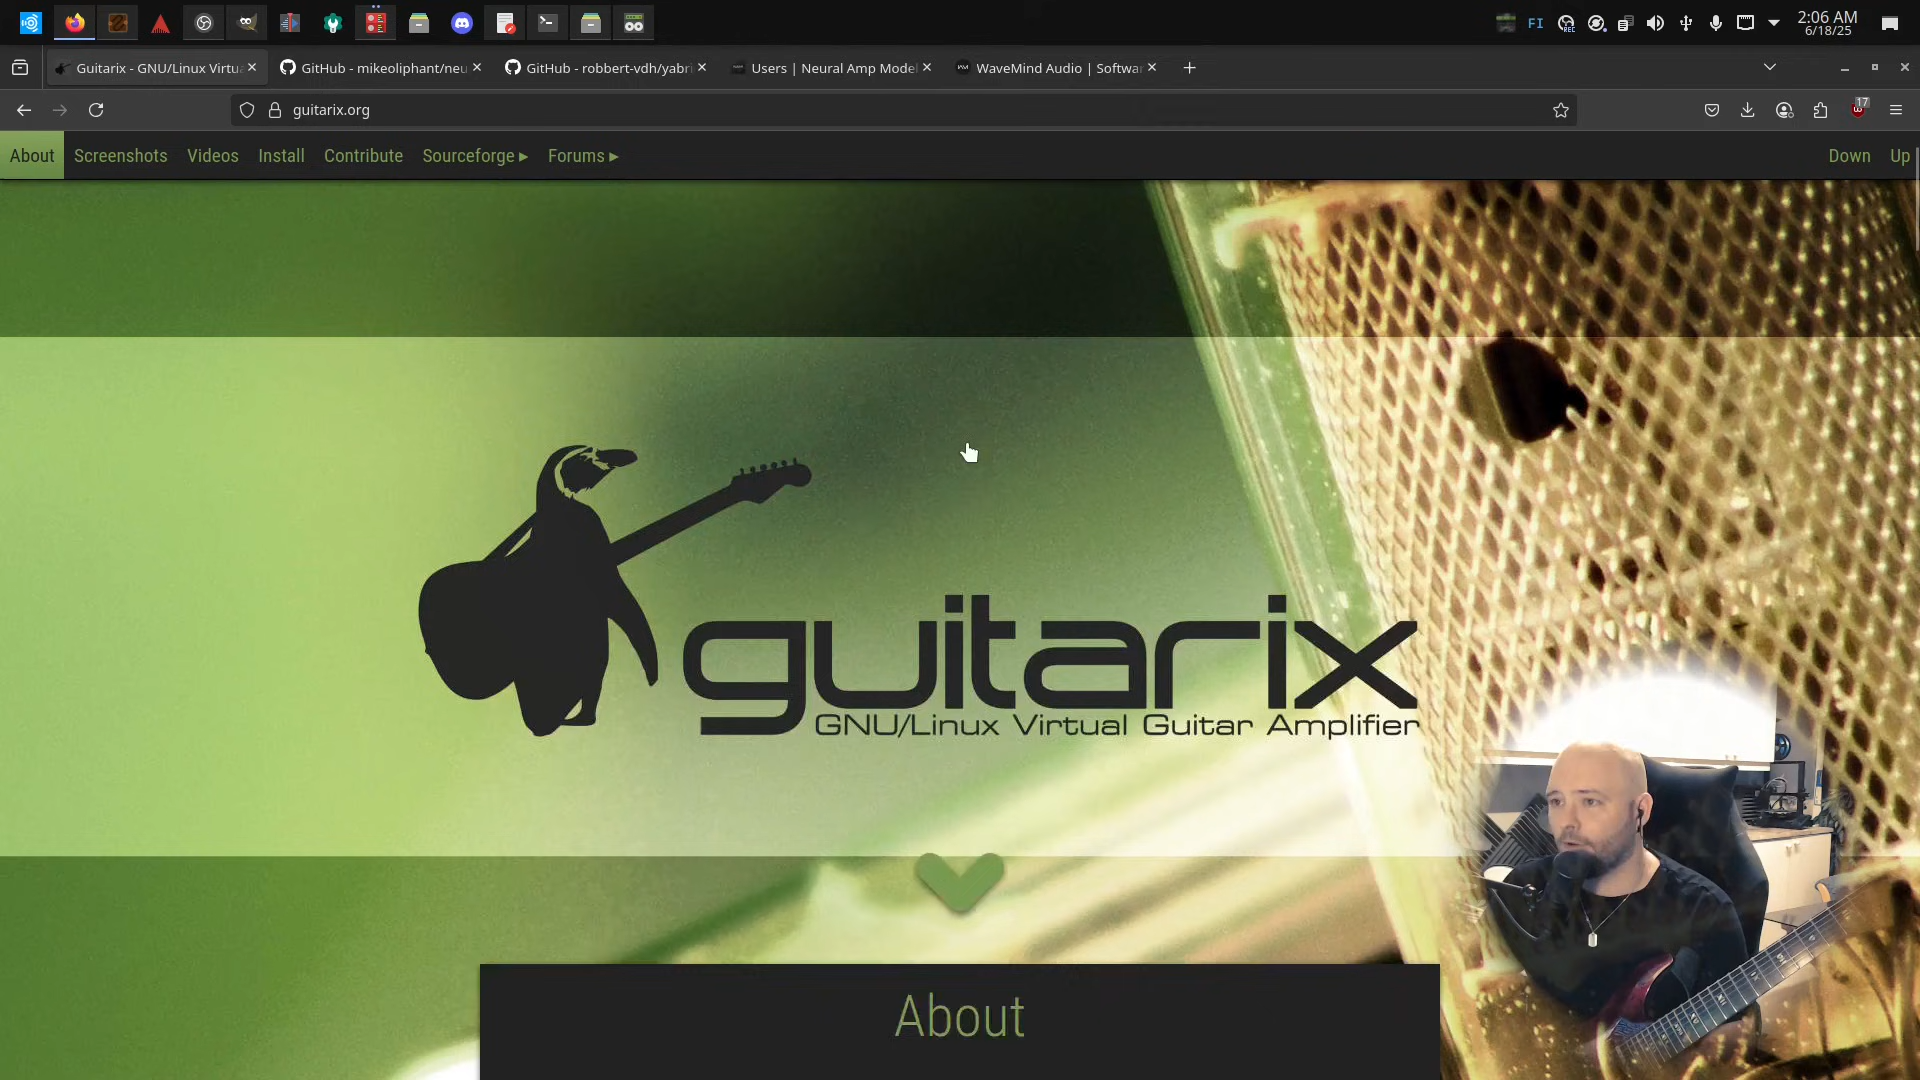 FI
REC
2:06 AM
6/18/25
Guitarix - GNU/Linux Virtu
GitHub - mikeoliphant/neu
GitHub - robbert-vdh/yabri
Users | Neural Amp Model
WaveMind Audio | Softwar
guitarix.org
17
About
Screenshots
Videos
Install
Contribute
Sourceforge ▸
Forums ▸
Down
Up
guitarix
GNU/Linux Virtual Guitar Amplifier
About